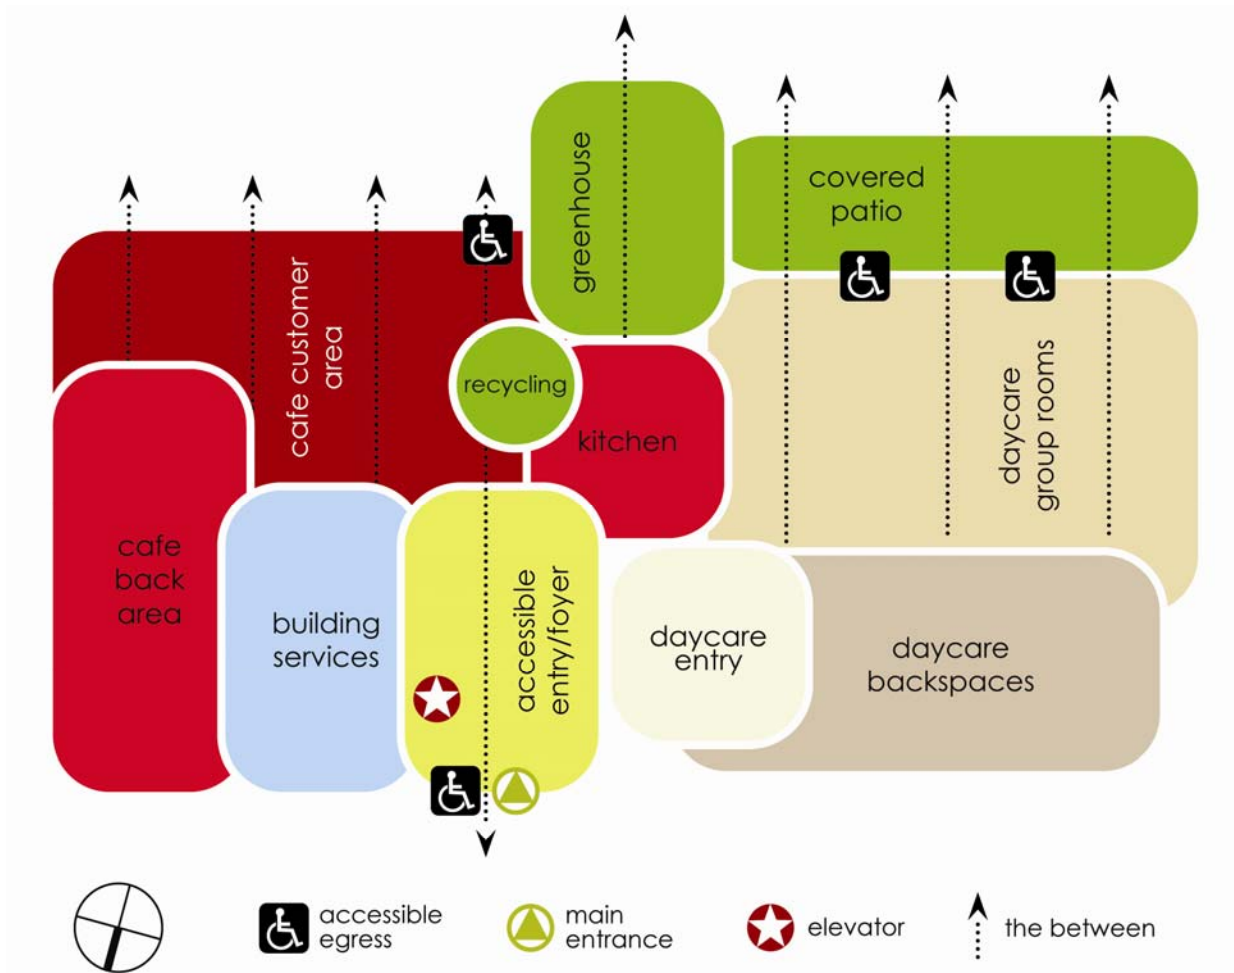 greenhouse
covered
patio
cafe customer
area
recycling
kitchen
daycare
group rooms
cafe
back
area
building
services
accessible
entry/foyer
daycare
entry
daycare
backspaces
accessible
egress
main
entrance
elevator
the between